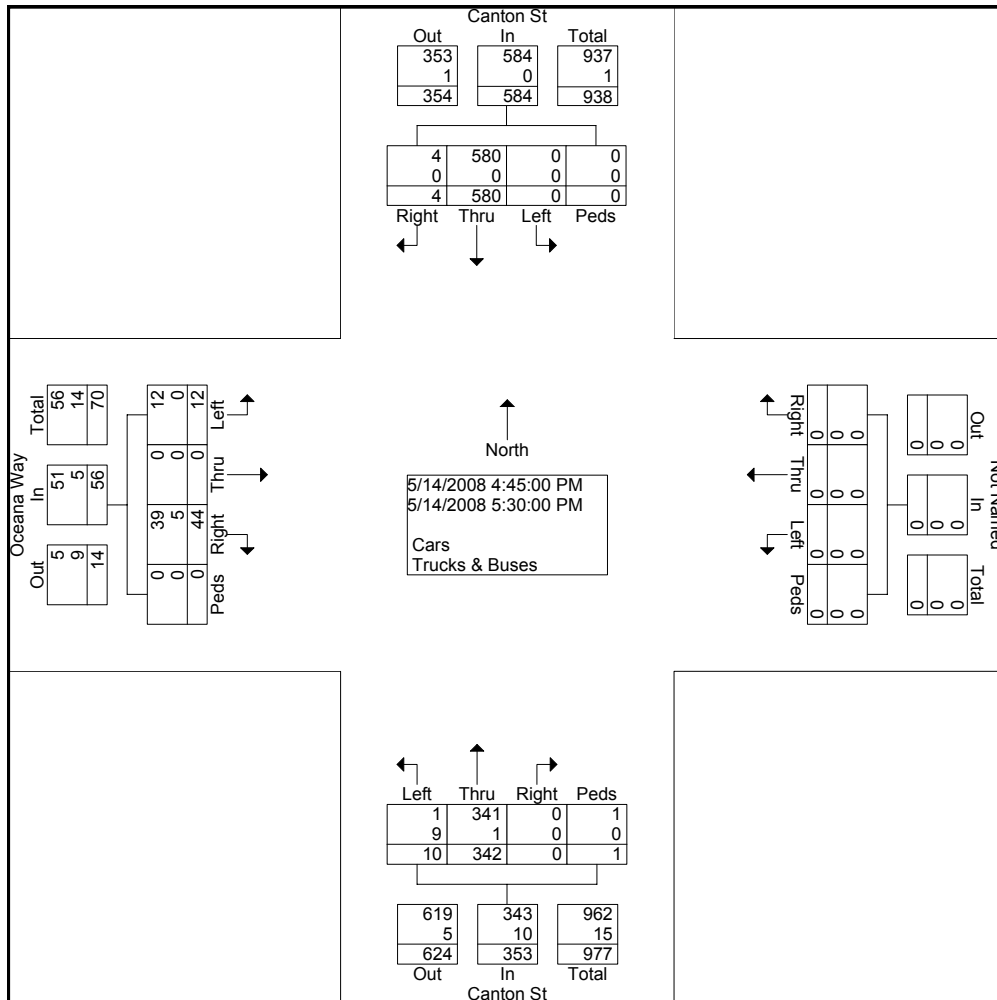 Canton St
Out In Total
353 584 937
1 0 1
354 584 938
4 580 0 0
0 0 0 0
4 580 0 0
Right Thru Left Peds
Oceana Way
Total In Out
56 51 5
14 5 9
70 56 14
12 0 39 0
0 0 5 0
12 0 44 0
Left Thru Right Peds
North
5/14/2008 4:45:00 PM
5/14/2008 5:30:00 PM
Cars
Trucks & Buses
Right Thru Left Peds
0 0 0 0
0 0 0 0
0 0 0 0
Out In Total
0 0 0
0 0 0
0 0 0
Not Named
Left Thru Right Peds
1 341 0 1
9 1 0 0
10 342 0 1
619 343 962
5 10 15
624 353 977
Out In Total
Canton St